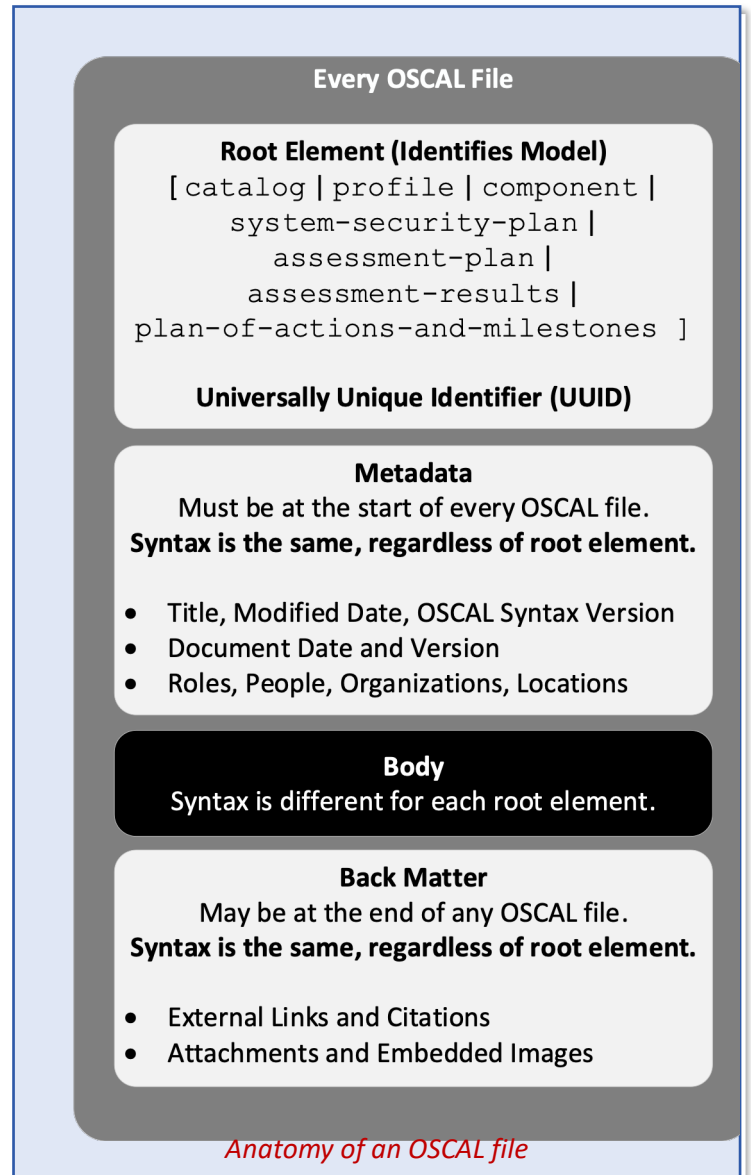 Every OSCAL File
Root Element (Identifies Model)
[catalog | profile | component |
system-security-plan |
assessment-plan |
assessment-results |
plan-of-actions-and-milestones ]
Universally Unique Identifier (UUID)
Metadata
Must be at the start of every OSCAL file.
Syntax is the same, regardless of root element.
• Title, Modified Date, OSCAL Syntax Version
• Document Date and Version
• Roles, People, Organizations, Locations
Body
Syntax is different for each root element.
Back Matter
May be at the end of any OSCAL file.
Syntax is the same, regardless of root element.
• External Links and Citations
• Attachments and Embedded Images
Anatomy of an OSCAL file